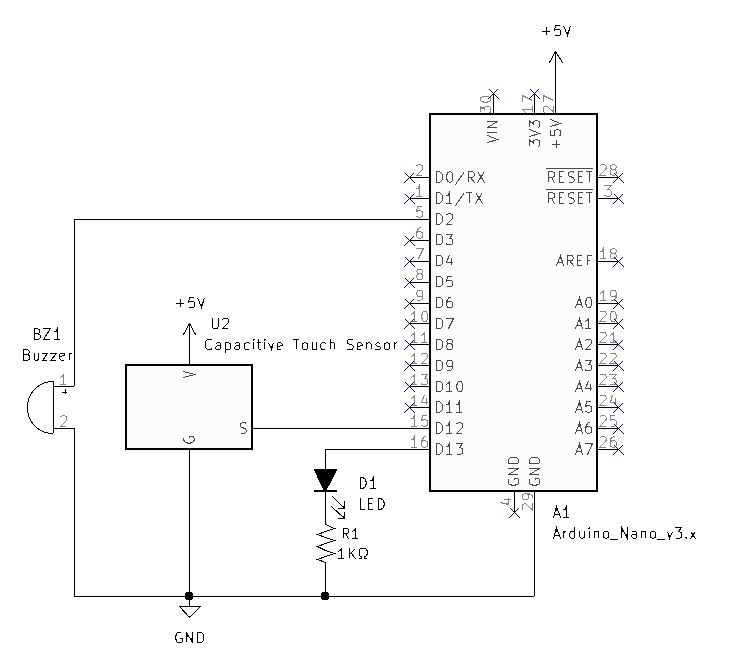 +5V
30
17
27
VIN
3V3
+5V
2 D0/RX RESET 28
1 D1/TX RESET 3
5 D2
6 D3
7 D4 AREF 18
8 D5
9 D6 A0 19
10 D7 A1 20
11 D8 A2 21
12 D9 A3 22
13 D10 A4 23
14 D11 A5 24
15 D12 A6 25
16 D13 A7 26
GND
GND
4
29
A1
Arduino_Nano_v3.x
+5V
U2
Capacitive Touch Sensor
V
G
S
BZ1
Buzzer
1
+
2
D1
LED
R1
1KΩ
GND